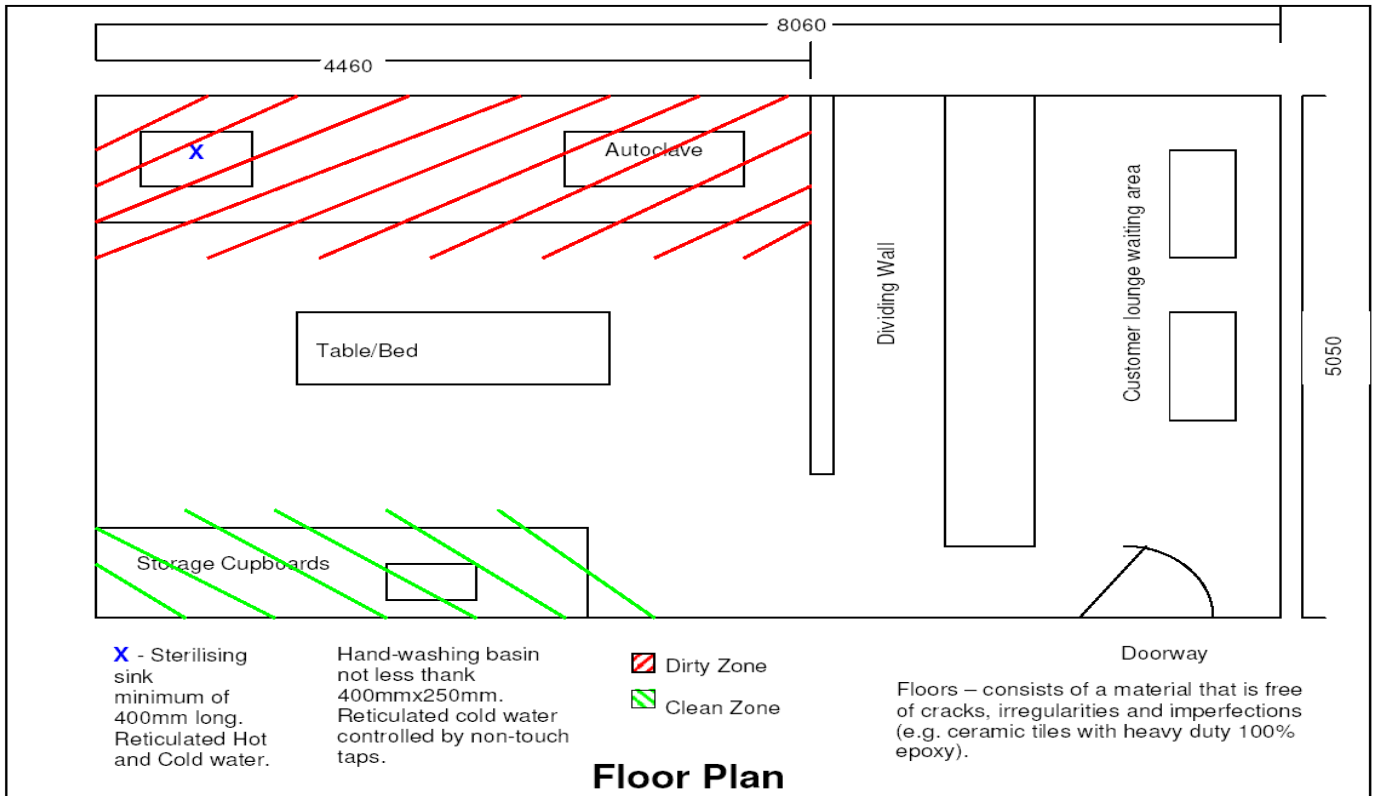 8060
4460
X
Autoclave
Dividing Wall
Customer lounge waiting area
5050
Table/Bed
Storage Cupboards
X - Sterilising
sink
minimum of
400mm long.
Reticulated Hot
and Cold water.
Hand-washing basin
not less thank
400mmx250mm.
Reticulated cold water
controlled by non-touch
taps.
Dirty Zone
Clean Zone
Doorway
Floors – consists of a material that is free
of cracks, irregularities and imperfections
(e.g. ceramic tiles with heavy duty 100%
epoxy).
Floor Plan